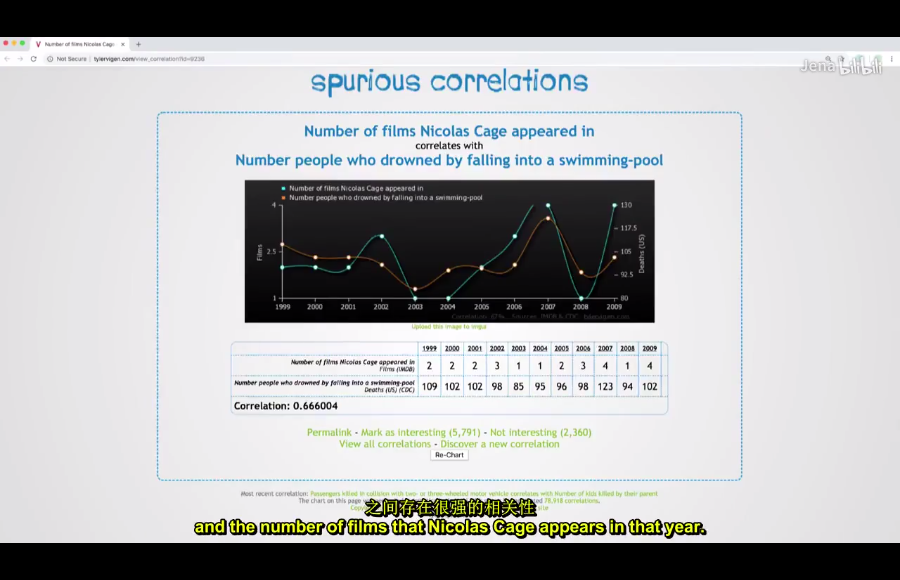 Number of films Nicolas Cage
Not Secure | tylervigen.com/view_correlation?id=9238
Jena bilibili
spurious correlations
Number of films Nicolas Cage appeared in
correlates with
Number people who drowned by falling into a swimming-pool
Number of films Nicolas Cage appeared in
Number people who drowned by falling into a swimming-pool
4 130
117.5
2.5 105
92.5
1 80
Films
Deaths (US)
1999 2000 2001 2002 2003 2004 2005 2006 2007 2008 2009
Upload this image to imgur
1999 2000 2001 2002 2003 2004 2005 2006 2007 2008 2009
Number of films Nicolas Cage appeared in
Films (IMDB)
2 2 2 3 1 1 2 3 4 1 4
Number people who drowned by falling into a swimming-pool
Deaths (US) (CDC)
109 102 102 98 85 95 96 98 123 94 102
Correlation: 0.666004
Permalink - Mark as interesting (5,791) - Not interesting (2,360)
View all correlations - Discover a new correlation
Re-Chart
Most recent correlation: Passengers killed in collision with two- or three-wheeled motor vehicle correlates with Number of kids killed by their parent
The chart on this page
78,918 correlations.
之间存在很强的相关性
and the number of films that Nicolas Cage appears in that year.